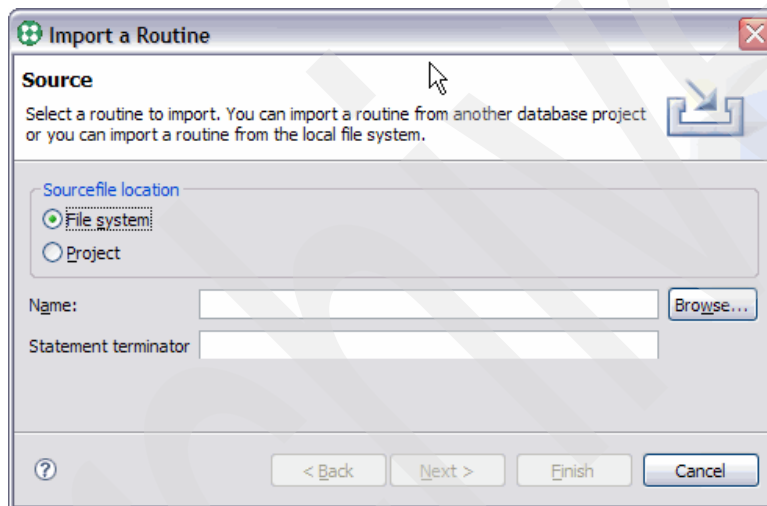 Import a Routine
Source
Select a routine to import. You can import a routine from another database project
or you can import a routine from the local file system.
Sourcefile location
File system
Project
Name:
Browse...
Statement terminator
?
< Back
Next >
Finish
Cancel